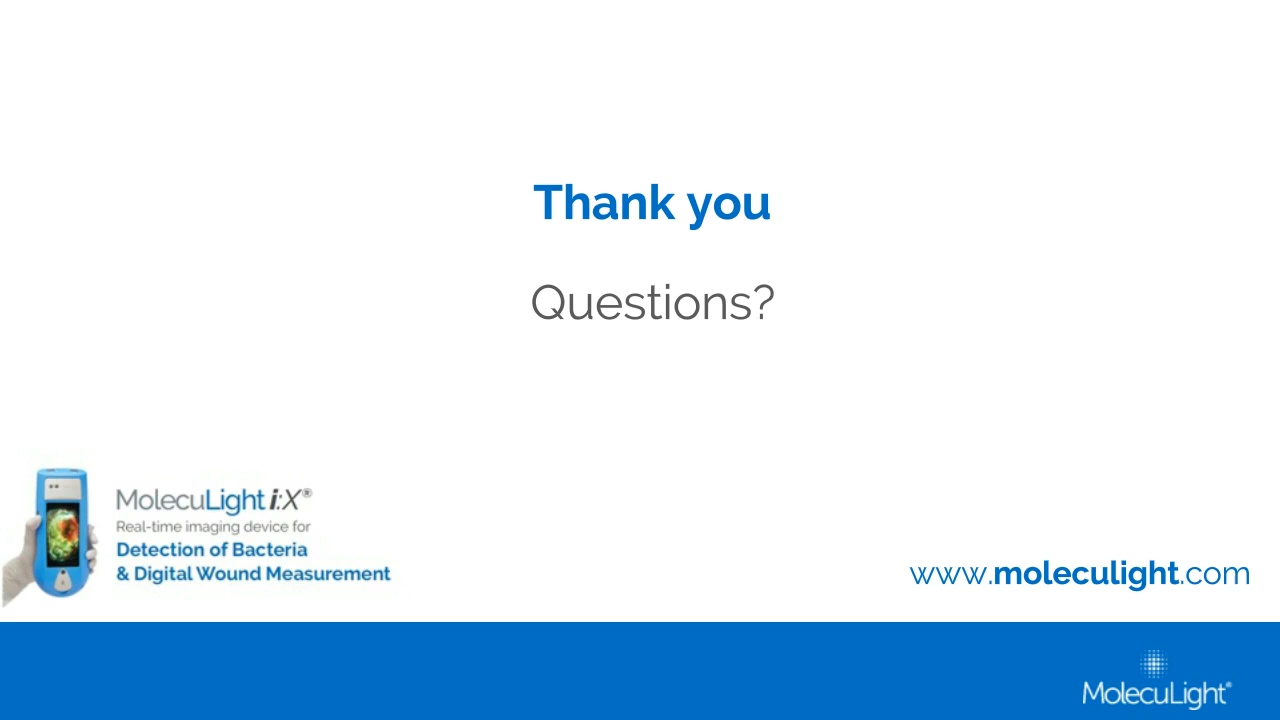 Thank you
Questions?
MolecuLight i:X®
Real-time imaging device for
Detection of Bacteria
& Digital Wound Measurement
www.moleculight.com
MolecuLight®